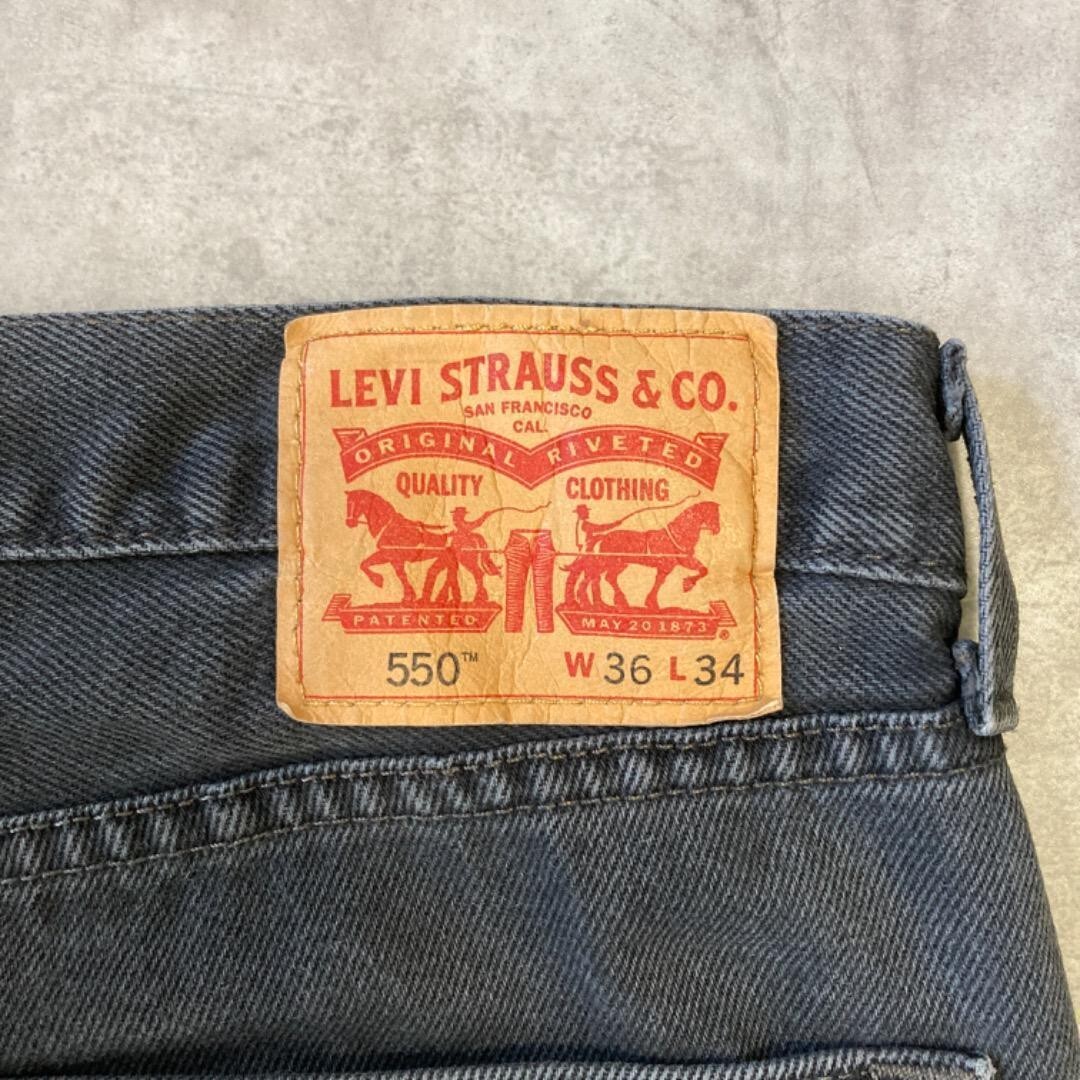 LEVI STRAUSS & CO.
SAN FRANCISCO
CAL.
ORIGINAL RIVETED
QUALITY CLOTHING
PATENTED MAY 20 1873 ®
550™ W 36 L 34